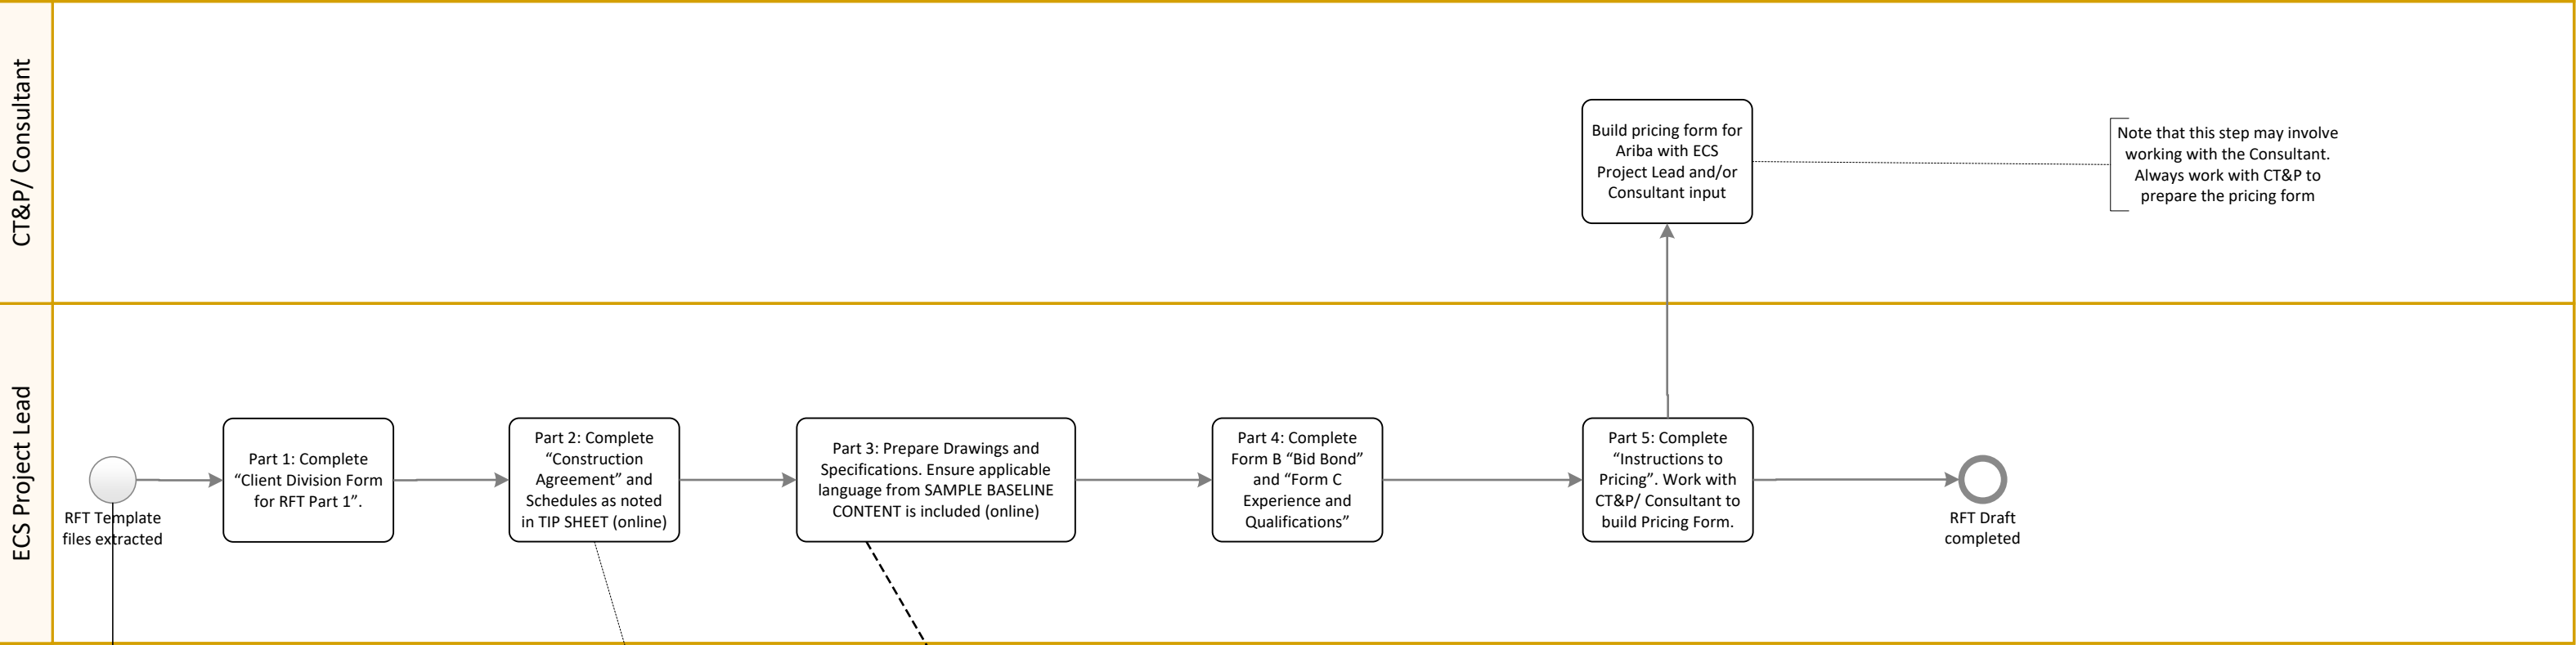 CT&P/ Consultant
Build pricing form for
Ariba with ECS
Project Lead and/or
Consultant input
Note that this step may involve
working with the Consultant.
Always work with CT&P to
prepare the pricing form
ECS Project Lead
RFT Template
files extracted
Part 1: Complete
“Client Division Form
for RFT Part 1”.
Part 2: Complete
“Construction
Agreement” and
Schedules as noted
in TIP SHEET (online)
Part 3: Prepare Drawings and
Specifications. Ensure applicable
language from SAMPLE BASELINE
CONTENT is included (online)
Part 4: Complete
Form B “Bid Bond”
and “Form C
Experience and
Qualifications”
Part 5: Complete
“Instructions to
Pricing”. Work with
CT&P/ Consultant to
build Pricing Form.
RFT Draft
completed